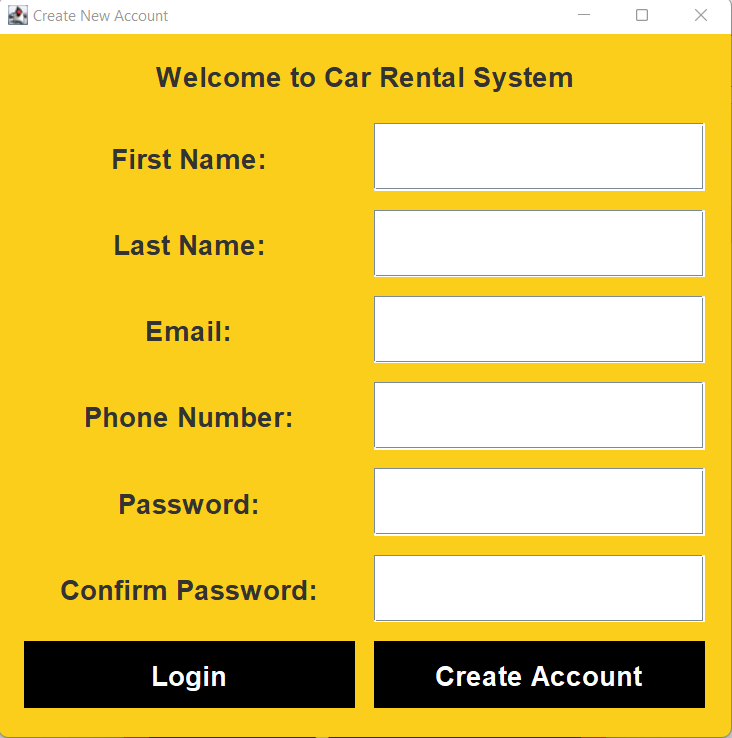 Create New Account
Welcome to Car Rental System
First Name:
Last Name:
Email:
Phone Number:
Password:
Confirm Password:
Login
Create Account